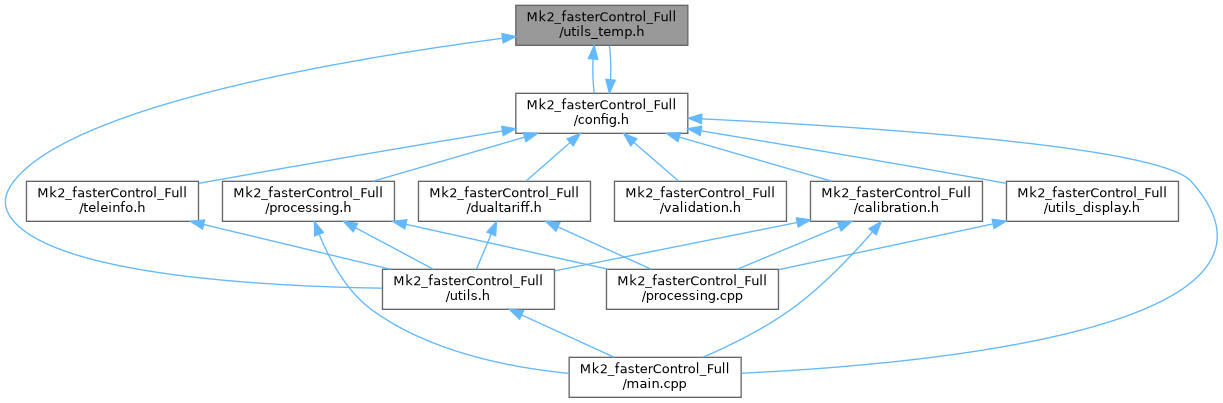 Mk2_fasterControl_Full
/utils_temp.h
Mk2_fasterControl_Full
/config.h
Mk2_fasterControl_Full
/teleinfo.h
Mk2_fasterControl_Full
/processing.h
Mk2_fasterControl_Full
/dualtariff.h
Mk2_fasterControl_Full
/validation.h
Mk2_fasterControl_Full
/calibration.h
Mk2_fasterControl_Full
/utils_display.h
Mk2_fasterControl_Full
/utils.h
Mk2_fasterControl_Full
/processing.cpp
Mk2_fasterControl_Full
/main.cpp